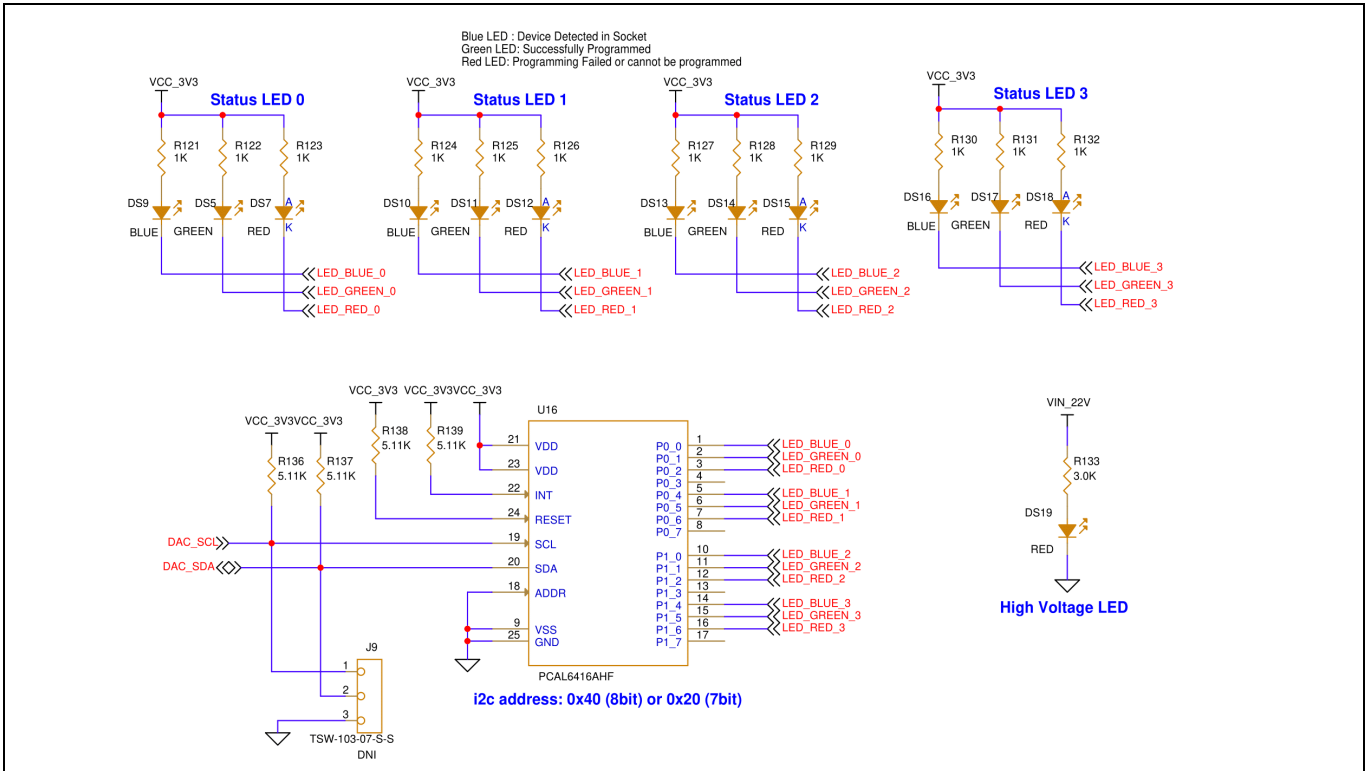 Blue LED : Device Detected in Socket
Green LED: Successfully Programmed
Red LED: Programming Failed or cannot be programmed
VCC_3V3
Status LED 0
R121
1K
R122
1K
R123
1K
DS9
DS5
DS7
A
K
BLUE
GREEN
RED
LED_BLUE_0
LED_GREEN_0
LED_RED_0
VCC_3V3
Status LED 1
R124
1K
R125
1K
R126
1K
DS10
DS11
DS12
A
K
BLUE
GREEN
RED
LED_BLUE_1
LED_GREEN_1
LED_RED_1
VCC_3V3
Status LED 2
R127
1K
R128
1K
R129
1K
DS13
DS14
DS15
A
K
BLUE
GREEN
RED
LED_BLUE_2
LED_GREEN_2
LED_RED_2
VCC_3V3
Status LED 3
R130
1K
R131
1K
R132
1K
DS16
DS17
DS18
A
K
BLUE
GREEN
RED
LED_BLUE_3
LED_GREEN_3
LED_RED_3
VCC_3V3
VCC_3V3
VCC_3V3
VCC_3V3
VCC_3V3
R136
5.11K
R137
5.11K
R138
5.11K
R139
5.11K
DAC_SCL
DAC_SDA
U16
21 VDD
23 VDD
22 INT
24 RESET
19 SCL
20 SDA
18 ADDR
9 VSS
25 GND
P0_0 1 LED_BLUE_0
P0_1 2 LED_GREEN_0
P0_2 3 LED_RED_0
P0_3 4
P0_4 5 LED_BLUE_1
P0_5 6 LED_GREEN_1
P0_6 7 LED_RED_1
P0_7 8
P1_0 10 LED_BLUE_2
P1_1 11 LED_GREEN_2
P1_2 12 LED_RED_2
P1_3 13
P1_4 14 LED_BLUE_3
P1_5 15 LED_GREEN_3
P1_6 16 LED_RED_3
P1_7 17
PCAL6416AHF
i2c address: 0x40 (8bit) or 0x20 (7bit)
J9
1
2
3
TSW-103-07-S-S
DNI
VIN_22V
R133
3.0K
DS19
RED
High Voltage LED